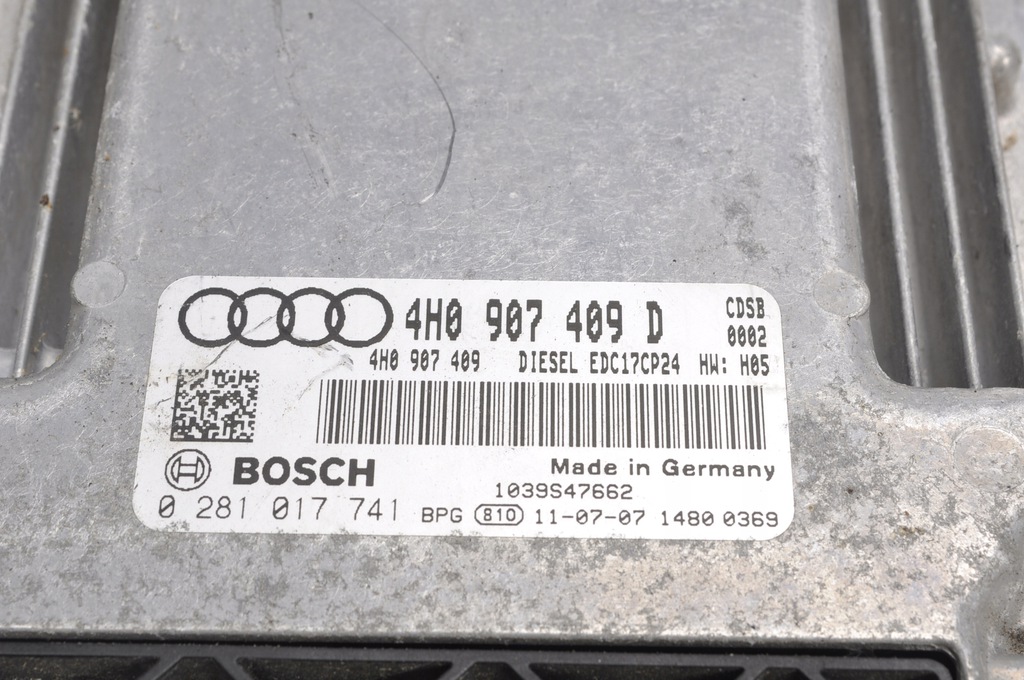 4H0 907 409 D CDSB
0002
4H0 907 409 DIESEL EDC17CP24 HW: H05
BOSCH Made in Germany
1039S47662
0 281 017 741 BPG 810 11-07-07 1480 0369